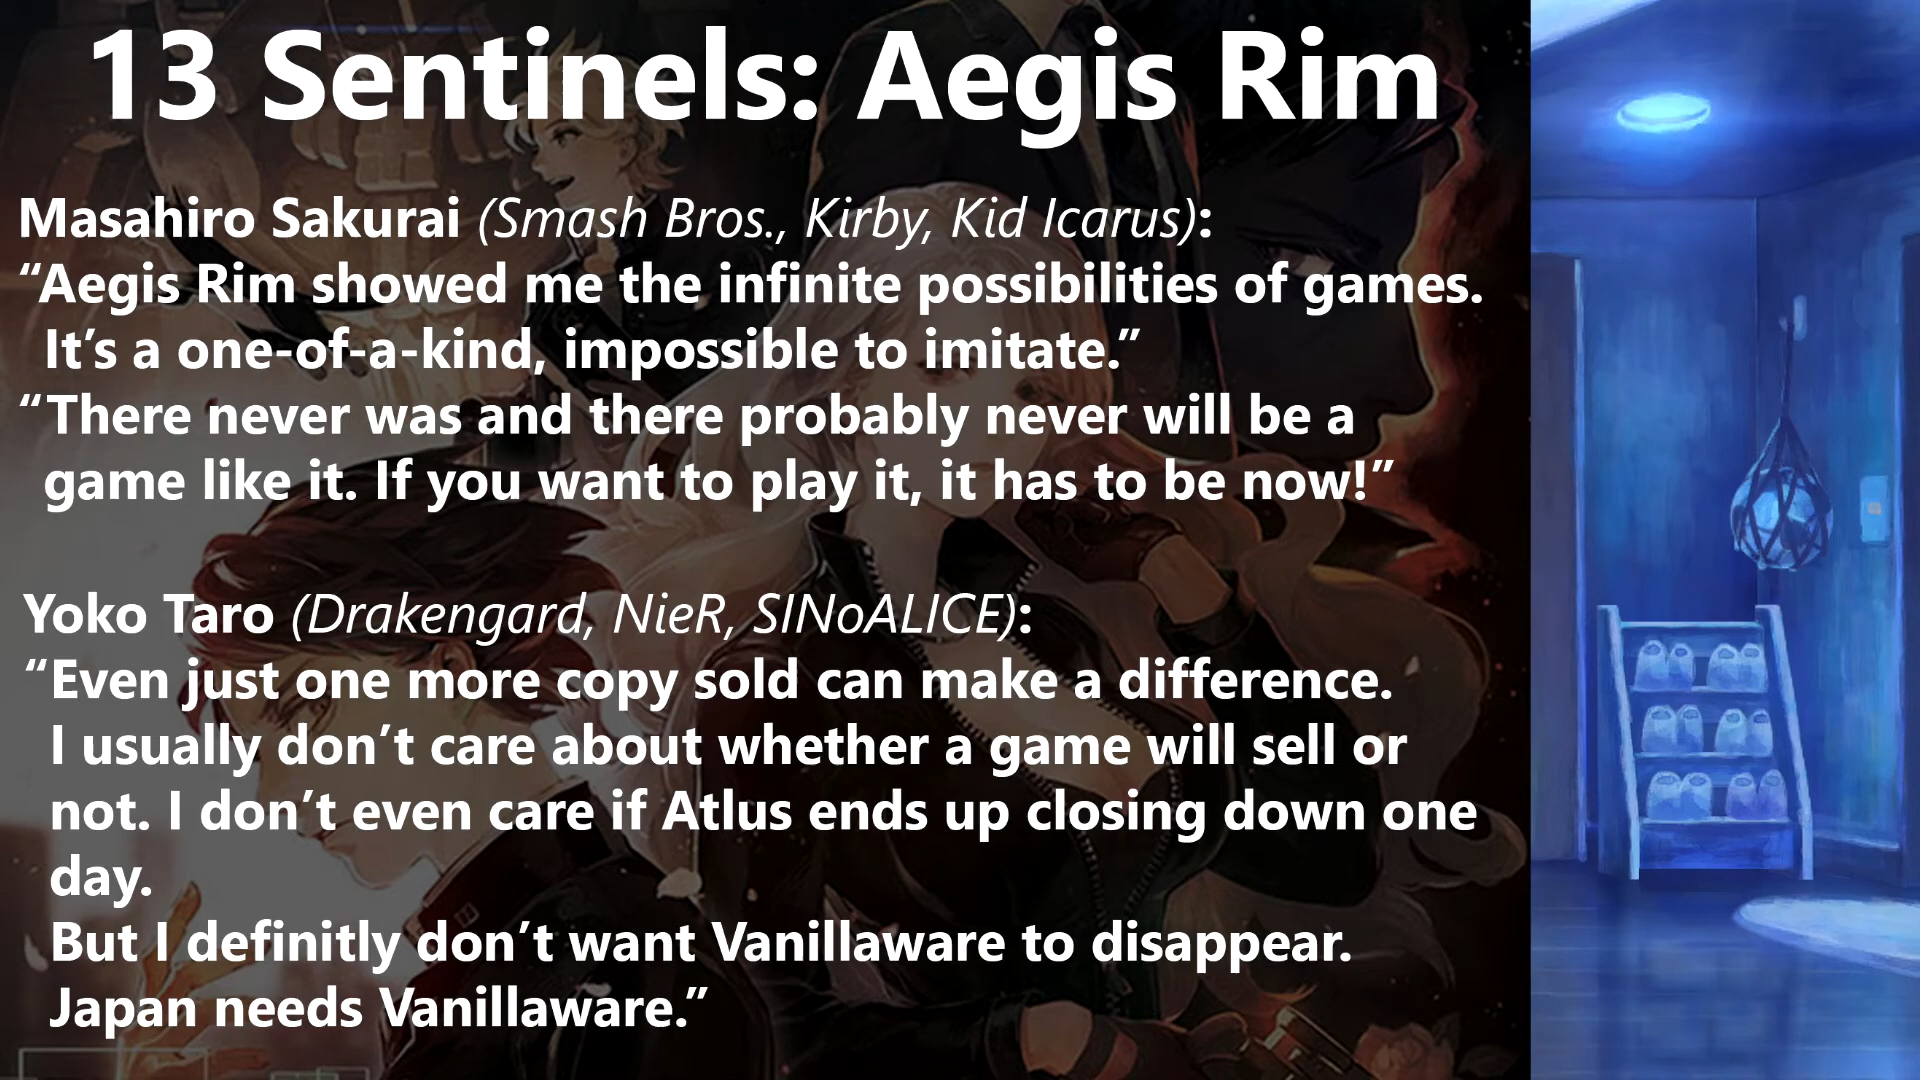 13 Sentinels: Aegis Rim
Masahiro Sakurai (Smash Bros., Kirby, Kid Icarus):
“Aegis Rim showed me the infinite possibilities of games.
It’s a one-of-a-kind, impossible to imitate.”
“There never was and there probably never will be a
game like it. If you want to play it, it has to be now!”
Yoko Taro (Drakengard, NieR, SINoALICE):
“Even just one more copy sold can make a difference.
I usually don’t care about whether a game will sell or
not. I don’t even care if Atlus ends up closing down one
day.
But I definitly don’t want Vanillaware to disappear.
Japan needs Vanillaware.”